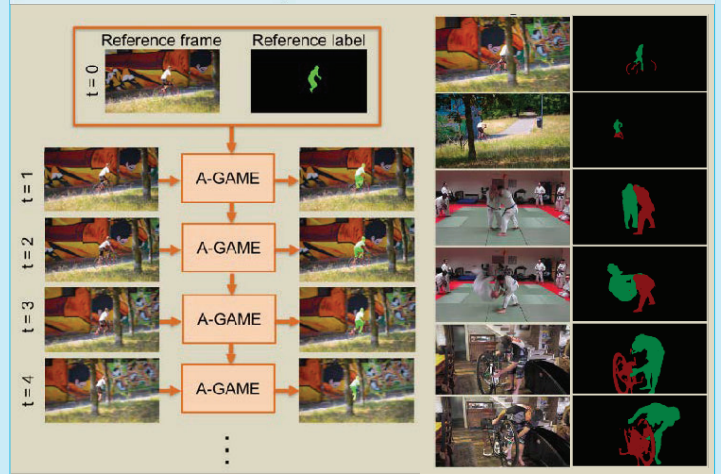 Reference frame Reference label
t = 0
t = 1
A-GAME
t = 2
A-GAME
t = 3
A-GAME
t = 4
A-GAME